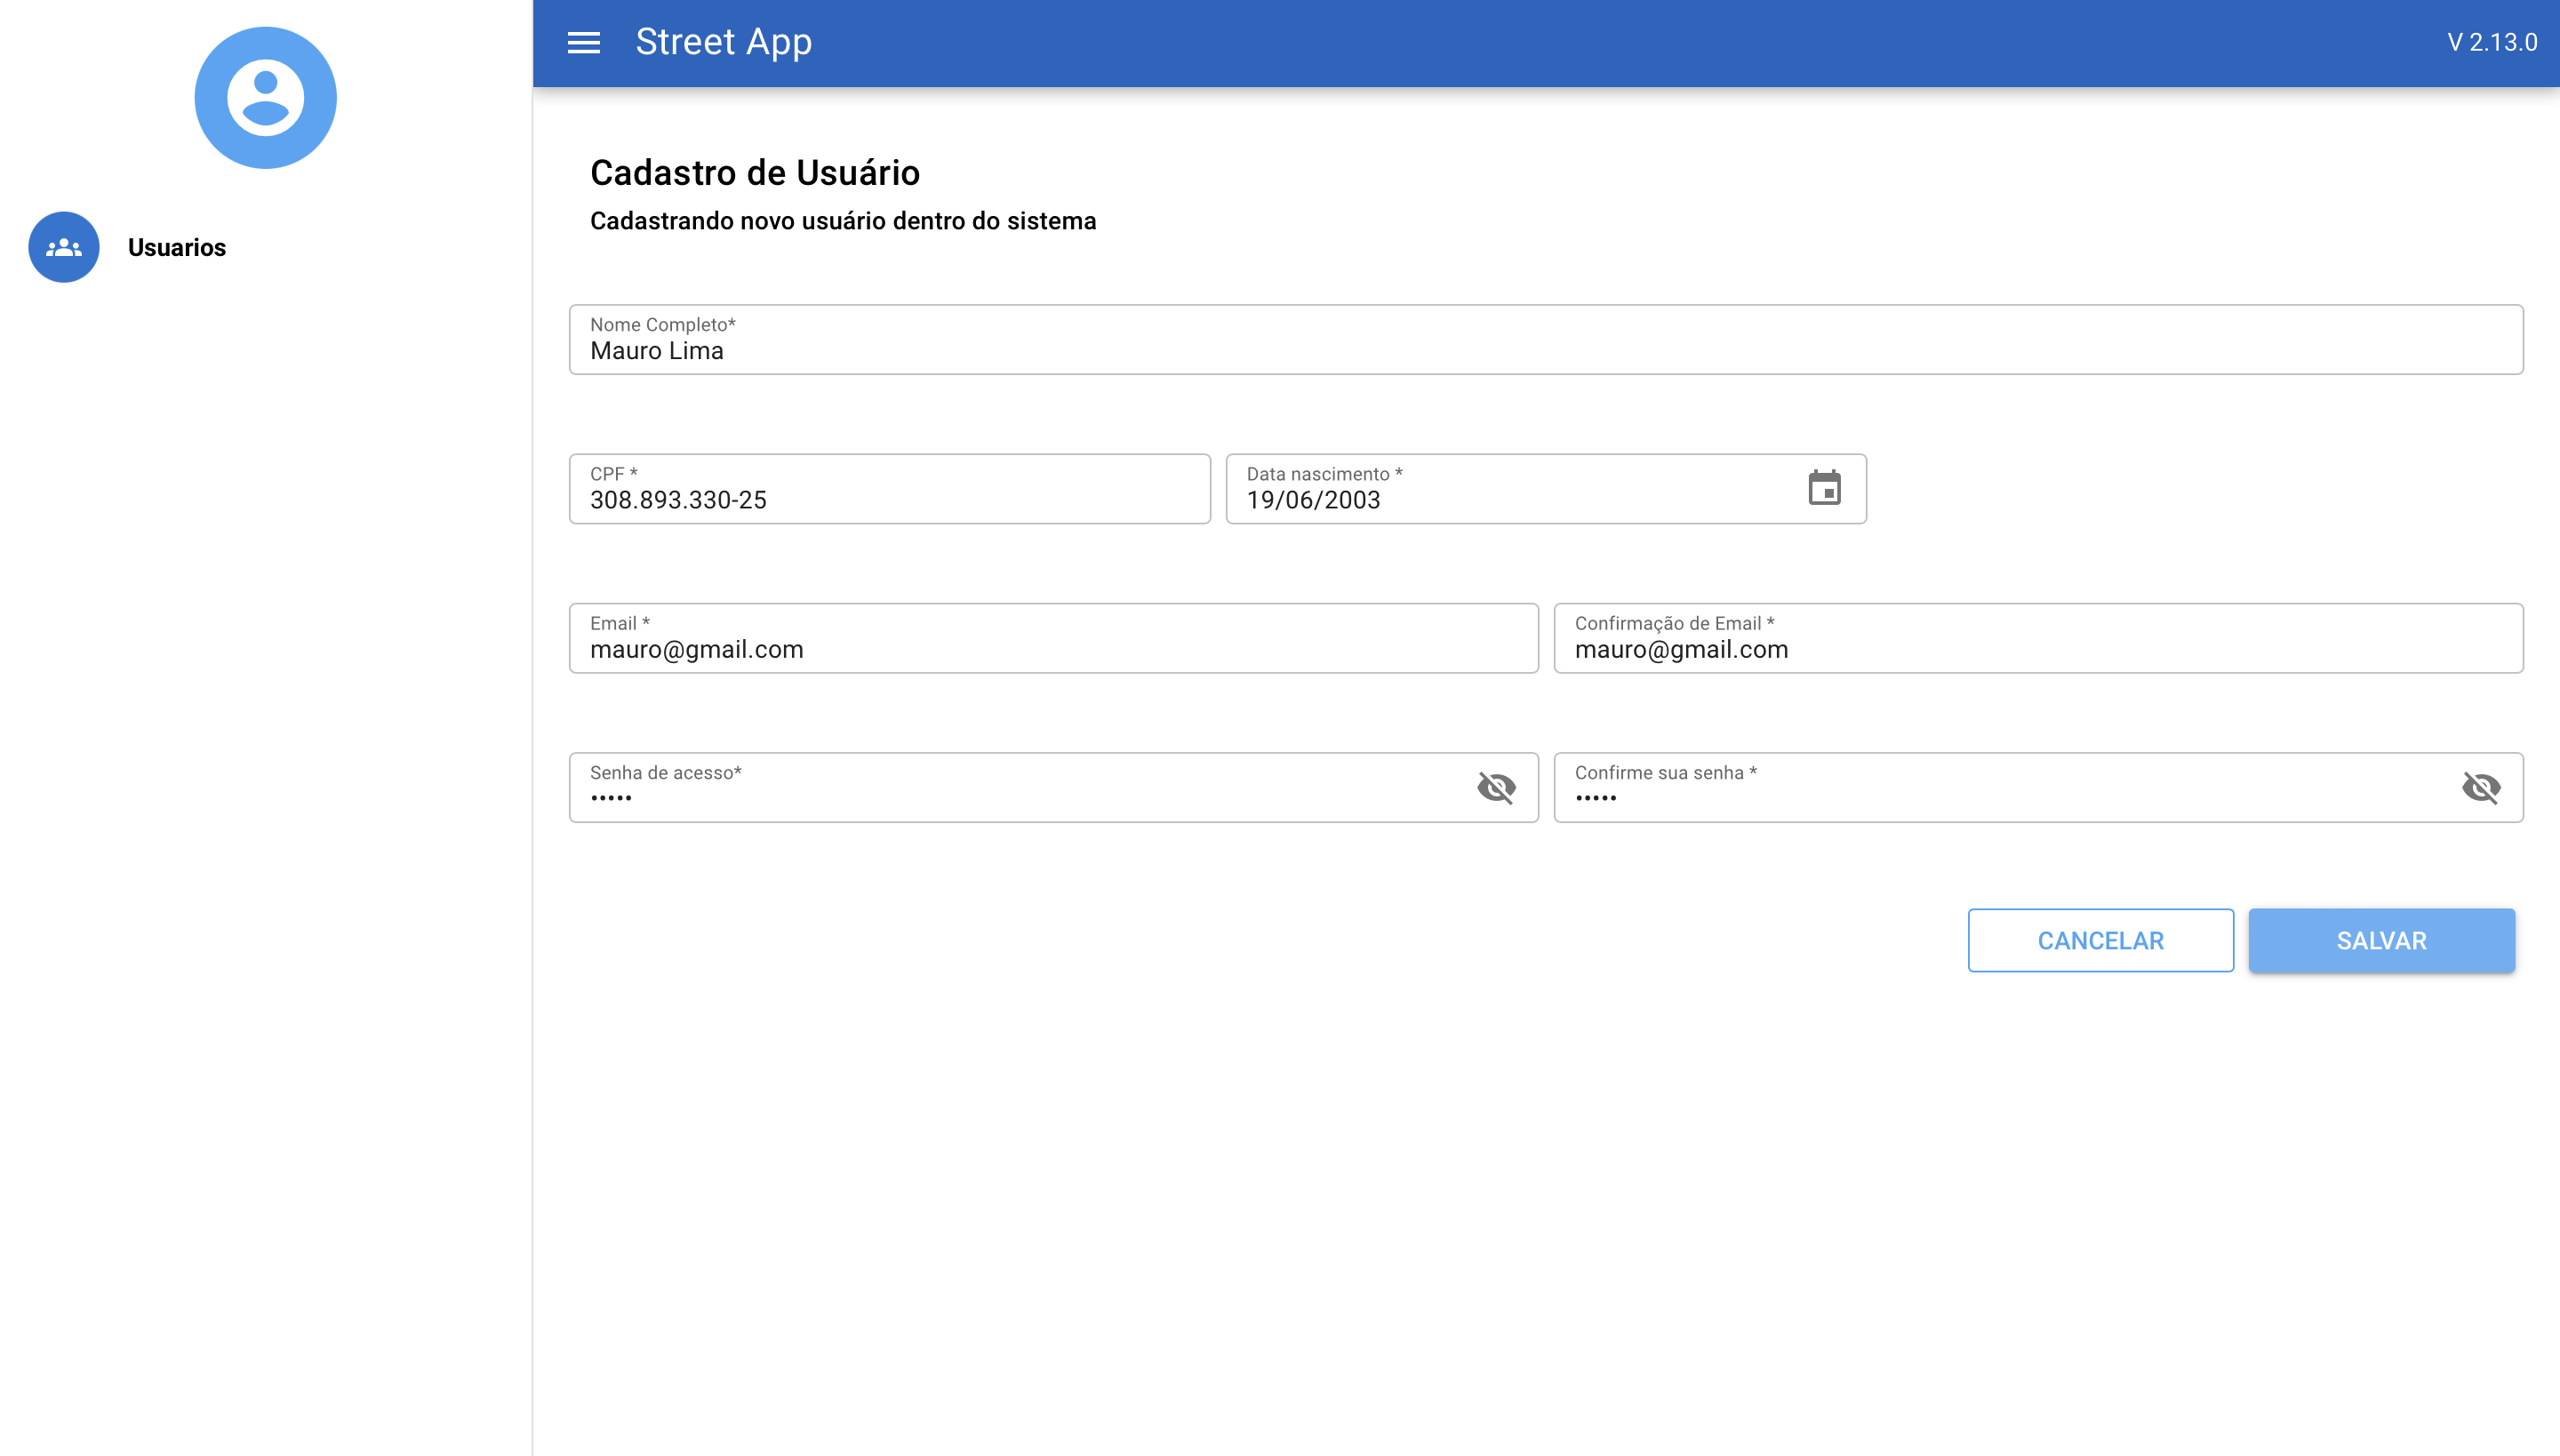 Street App
V 2.13.0
Usuarios
Cadastro de Usuário
Cadastrando novo usuário dentro do sistema
Nome Completo*
Mauro Lima
CPF *
308.893.330-25
Data nascimento *
19/06/2003
Email *
mauro@gmail.com
Confirmação de Email *
mauro@gmail.com
Senha de acesso*
•••••
Confirme sua senha *
•••••
CANCELAR
SALVAR